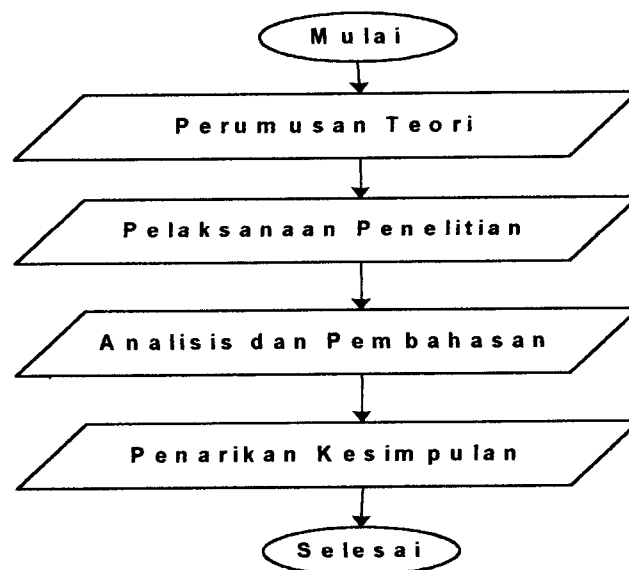 Mulai
Perumusan Teori
Pelaksanaan Penelitian
Analisis dan Pembahasan
Penarikan Kesimpulan
Selesai